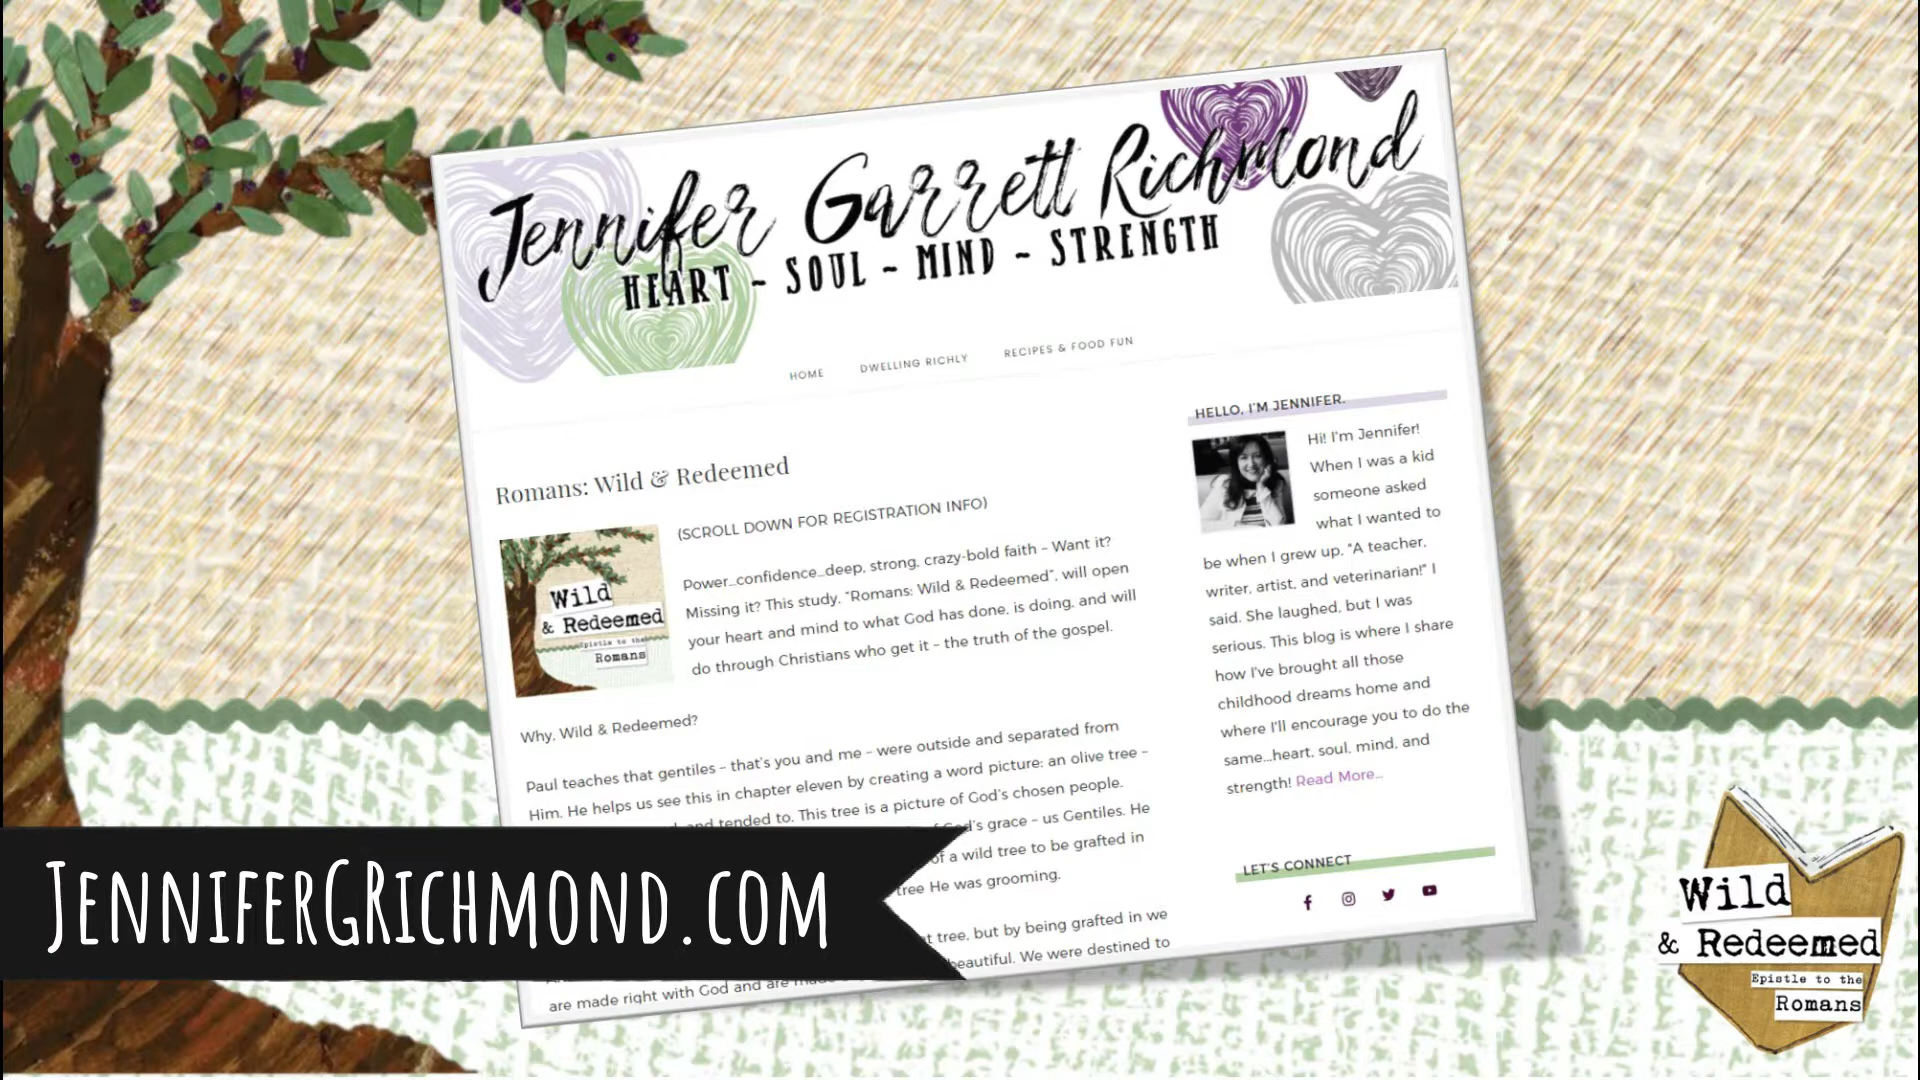 Jennifer Garrett Richmond
HEART - SOUL - MIND - STRENGTH
HOME
DWELLING RICHLY
RECIPES & FOOD FUN
Romans: Wild & Redeemed
(SCROLL DOWN FOR REGISTRATION INFO)
Power...confidence...deep, strong, crazy-bold faith – Want it?
Missing it? This study, "Romans: Wild & Redeemed", will open
your heart and mind to what God has done, is doing, and will
do through Christians who get it – the truth of the gospel.
Wild
& Redeemed
Epistle to the
Romans
Why, Wild & Redeemed?
Paul teaches that gentiles – that's you and me – were outside and separated from
Him. He helps us see this in chapter eleven by creating a word picture: an olive tree –
and tended to. This tree is a picture of God's chosen people.
of God's grace – us Gentiles. He
of a wild tree to be grafted in
tree He was grooming.
tree, but by being grafted in we
beautiful. We were destined to
are made right with God and are
HELLO, I'M JENNIFER.
Hi! I'm Jennifer!
When I was a kid
someone asked
what I wanted to
be when I grew up. "A teacher,
writer, artist, and veterinarian!" I
said. She laughed, but I was
serious. This blog is where I share
how I've brought all those
childhood dreams home and
where I'll encourage you to do the
same...heart, soul, mind, and
strength! Read More...
LET'S CONNECT
JENNIFERGRICHMOND.COM
Wild
& Redeemed
Epistle to the
Romans